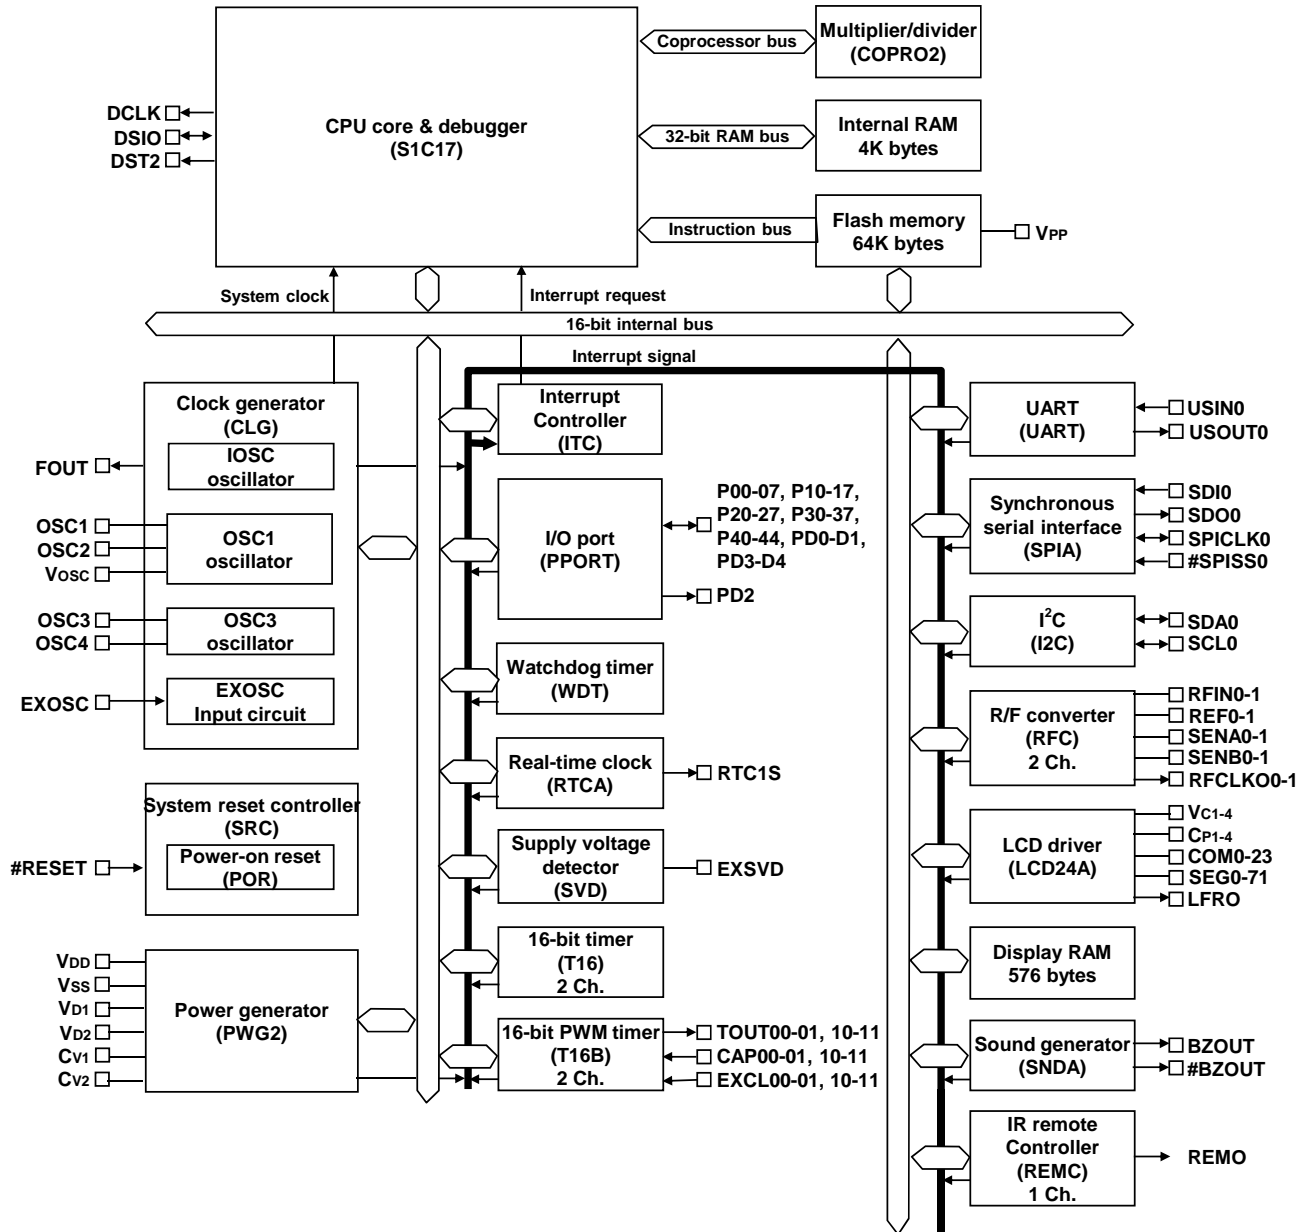 CPU core & debugger
(S1C17)
DCLK
DSIO
DST2
Coprocessor bus
Multiplier/divider
(COPRO2)
32-bit RAM bus
Internal RAM
4K bytes
Instruction bus
Flash memory
64K bytes
VPP
System clock
Interrupt request
16-bit internal bus
Interrupt signal
Clock generator
(CLG)
IOSC
oscillator
FOUT
OSC1
OSC2
VOSC
OSC1
oscillator
OSC3
OSC4
OSC3
oscillator
EXOSC
EXOSC
Input circuit
System reset controller
(SRC)
Power-on reset
(POR)
#RESET
VDD
VSS
VD1
VD2
CV1
CV2
Power generator
(PWG2)
Interrupt
Controller
(ITC)
I/O port
(PPORT)
P00-07, P10-17,
P20-27, P30-37,
P40-44, PD0-D1,
PD3-D4
PD2
Watchdog timer
(WDT)
Real-time clock
(RTCA)
RTC1S
Supply voltage
detector
(SVD)
EXSVD
16-bit timer
(T16)
2 Ch.
16-bit PWM timer
(T16B)
2 Ch.
TOUT00-01, 10-11
CAP00-01, 10-11
EXCL00-01, 10-11
UART
(UART)
USIN0
USOUT0
Synchronous
serial interface
(SPIA)
SDI0
SDO0
SPICLK0
#SPISS0
I2C
(I2C)
SDA0
SCL0
R/F converter
(RFC)
2 Ch.
RFIN0-1
REF0-1
SENA0-1
SENB0-1
RFCLKO0-1
LCD driver
(LCD24A)
VC1-4
CP1-4
COM0-23
SEG0-71
LFRO
Display RAM
576 bytes
Sound generator
(SNDA)
BZOUT
#BZOUT
IR remote
Controller
(REMC)
1 Ch.
REMO